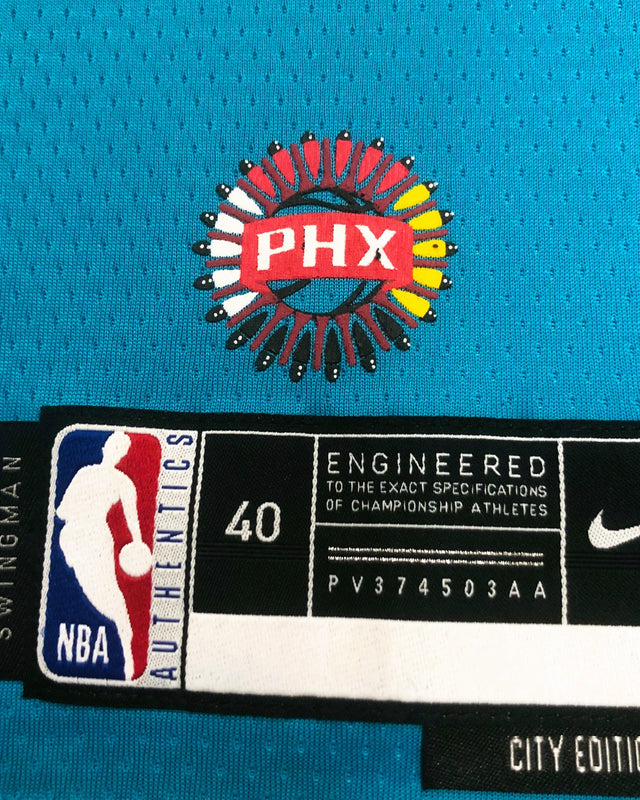 PHX
SWINGMAN
NBA
AUTHENTICS
40
ENGINEERED
TO THE EXACT SPECIFICATIONS
OF CHAMPIONSHIP ATHLETES
PV374503AA
CITY EDITIO